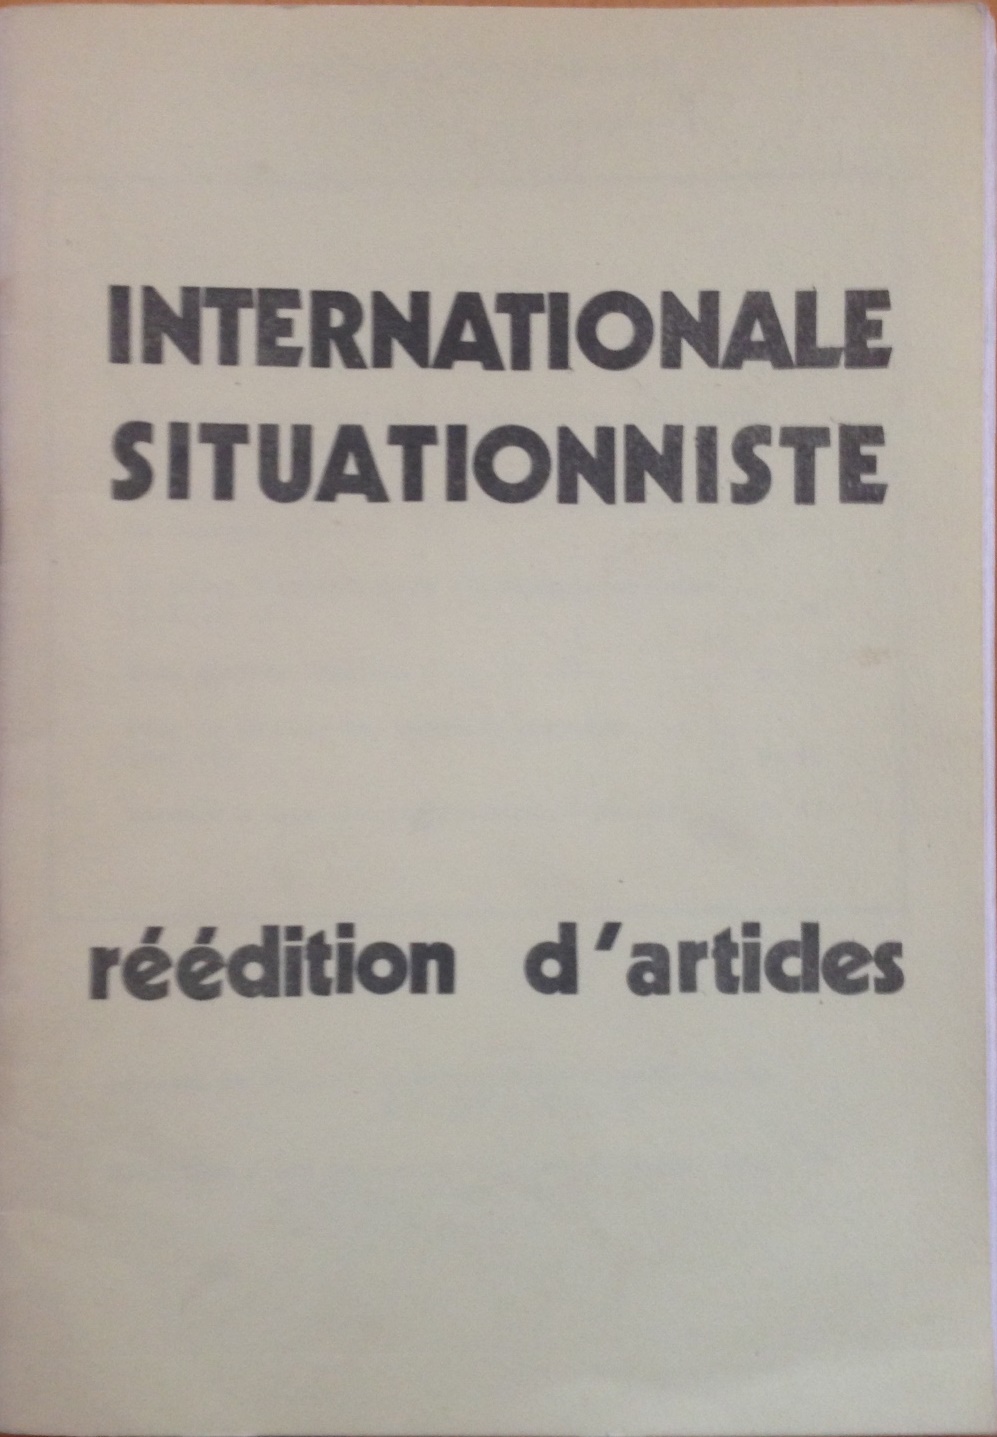 INTERNATIONALE
SITUATIONNISTE
réédition d'articles